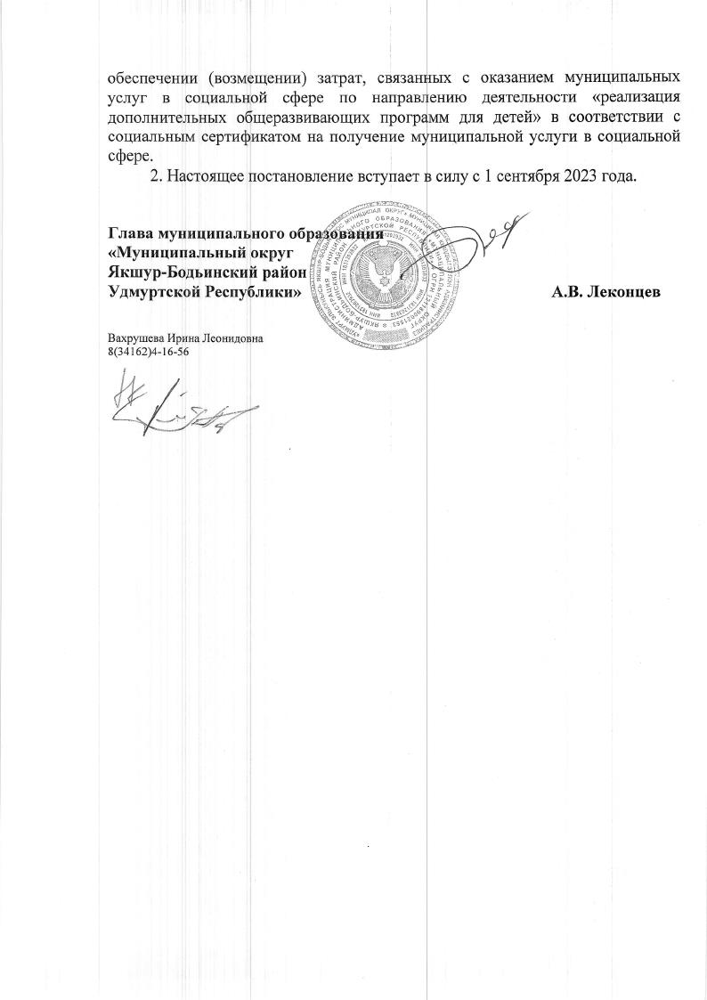 обеспечении (возмещении) затрат, связанных с оказанием муниципальных
услуг в социальной сфере по направлению деятельности «реализация
дополнительных общеразвивающих программ для детей» в соответствии с
социальным сертификатом на получение муниципальной услуги в социальной
сфере.
2. Настоящее постановление вступает в силу с 1 сентября 2023 года.
Глава муниципального образования
«Муниципальный округ
Якшур-Бодьинский район
Удмуртской Республики»
А.В. Леконцев
Вахрушева Ирина Леонидовна
8(34162)4-16-56